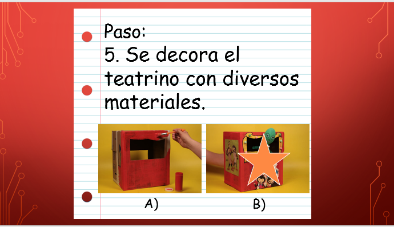 Paso:
5. Se decora el
teatrino con diversos
materiales.
A)
B)